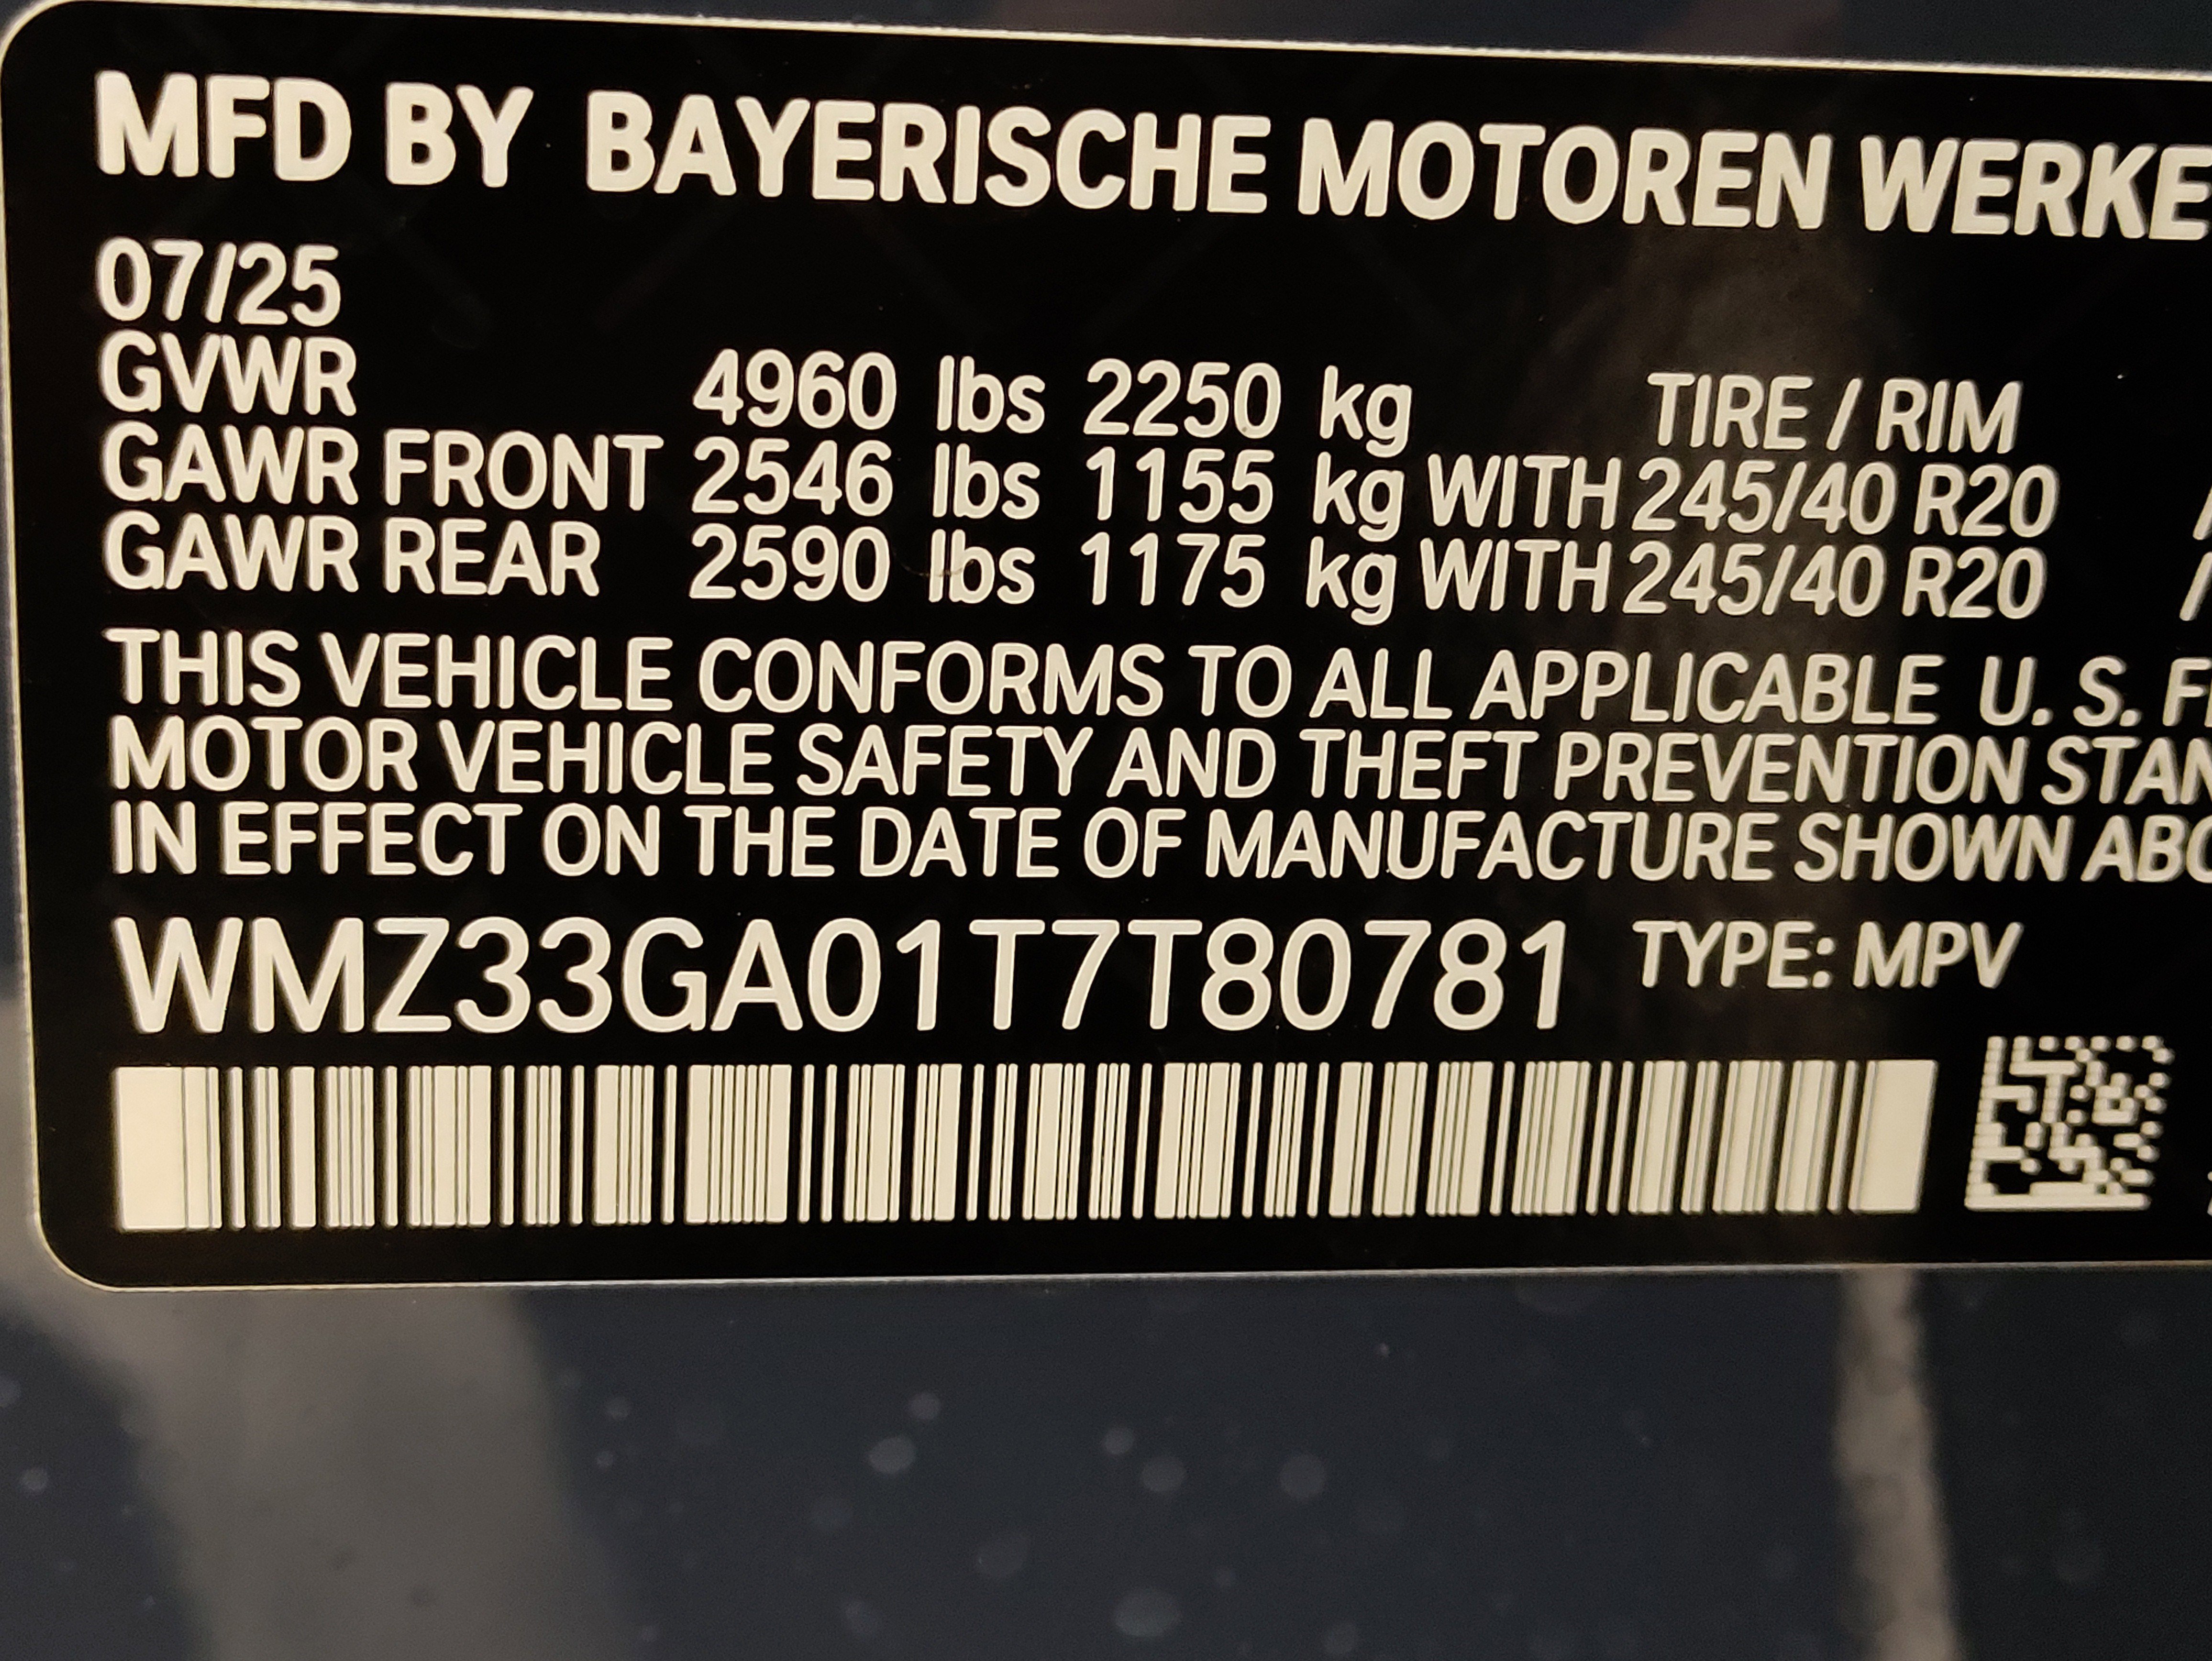 MFD BY BAYERISCHE MOTOREN WERKE
07/25
GVWR 4960 lbs 2250 kg TIRE / RIM
GAWR FRONT 2546 lbs 1155 kg WITH 245/40 R20 /
GAWR REAR 2590 lbs 1175 kg WITH 245/40 R20 /
THIS VEHICLE CONFORMS TO ALL APPLICABLE U. S.
MOTOR VEHICLE SAFETY AND THEFT PREVENTION STAN
IN EFFECT ON THE DATE OF MANUFACTURE SHOWN ABO
WMZ33GA01T7T80781 TYPE: MPV